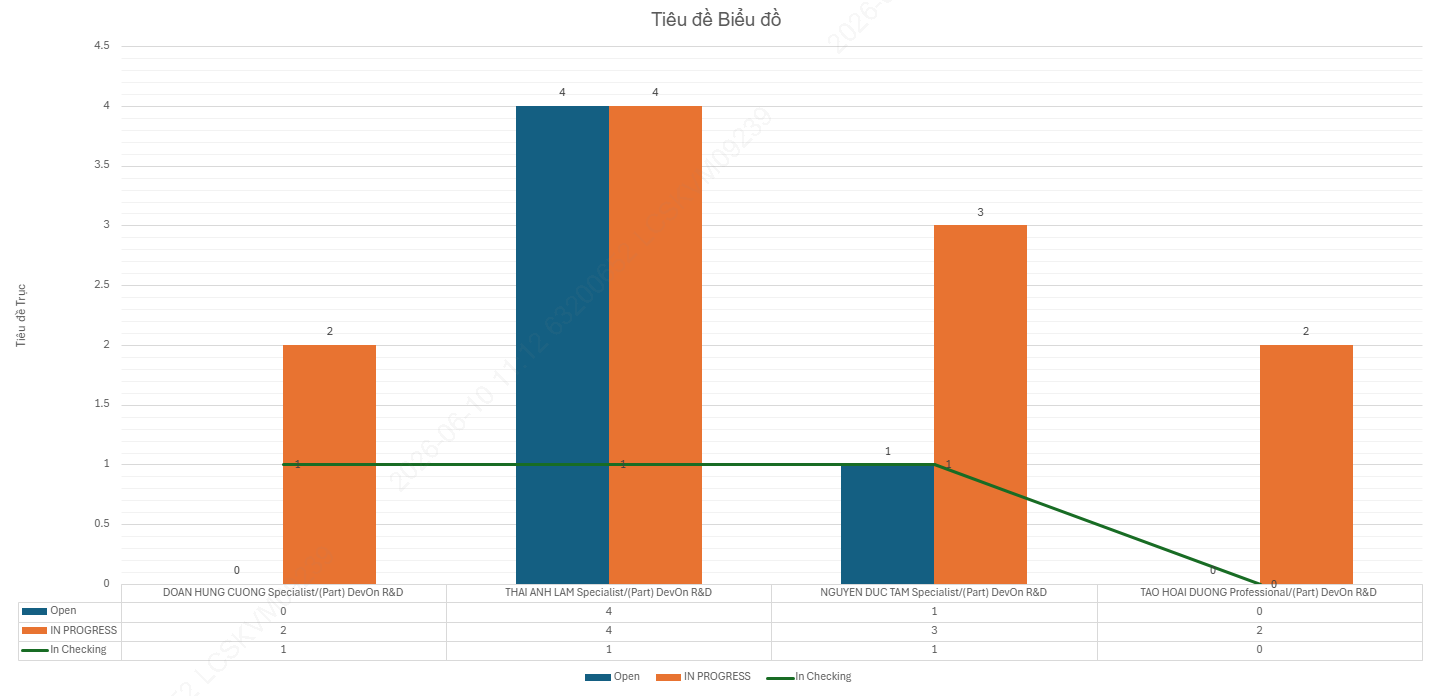 Tiêu đề Biểu đồ
Tiêu đề Trục
4.5
4
3.5
3
2.5
2
1.5
1
0.5
0
0 2 4 4 1 3 0 2
1 1 1 0
DOAN HUNG CUONG Specialist/(Part) DevOn R&D THAI ANH LAM Specialist/(Part) DevOn R&D NGUYEN DUC TAM Specialist/(Part) DevOn R&D TAO HOAI DUONG Professional/(Part) DevOn R&D
Open 0 4 1 0
IN PROGRESS 2 4 3 2
In Checking 1 1 1 0
Open IN PROGRESS In Checking